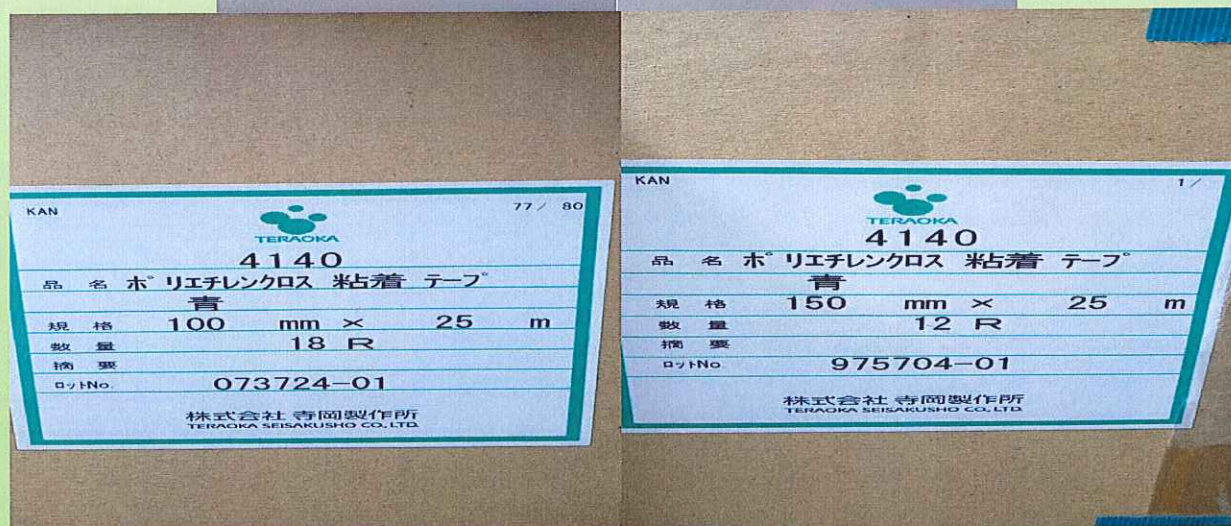 KAN 77/ 80
TERAOKA
4140
品 名 ポリエチレンクロス 粘着 テープ
青
規 格 100 mm × 25 m
数 量 18 R
摘 要
ロットNo. 073724-01
株式会社 寺岡製作所
TERAOKA SEISAKUSHO CO., LTD.
KAN 1/
TERAOKA
4140
品 名 ポリエチレンクロス 粘着 テープ
青
規 格 150 mm × 25 m
数 量 12 R
摘 要
ロットNo. 975704-01
株式会社 寺岡製作所
TERAOKA SEISAKUSHO CO., LTD.